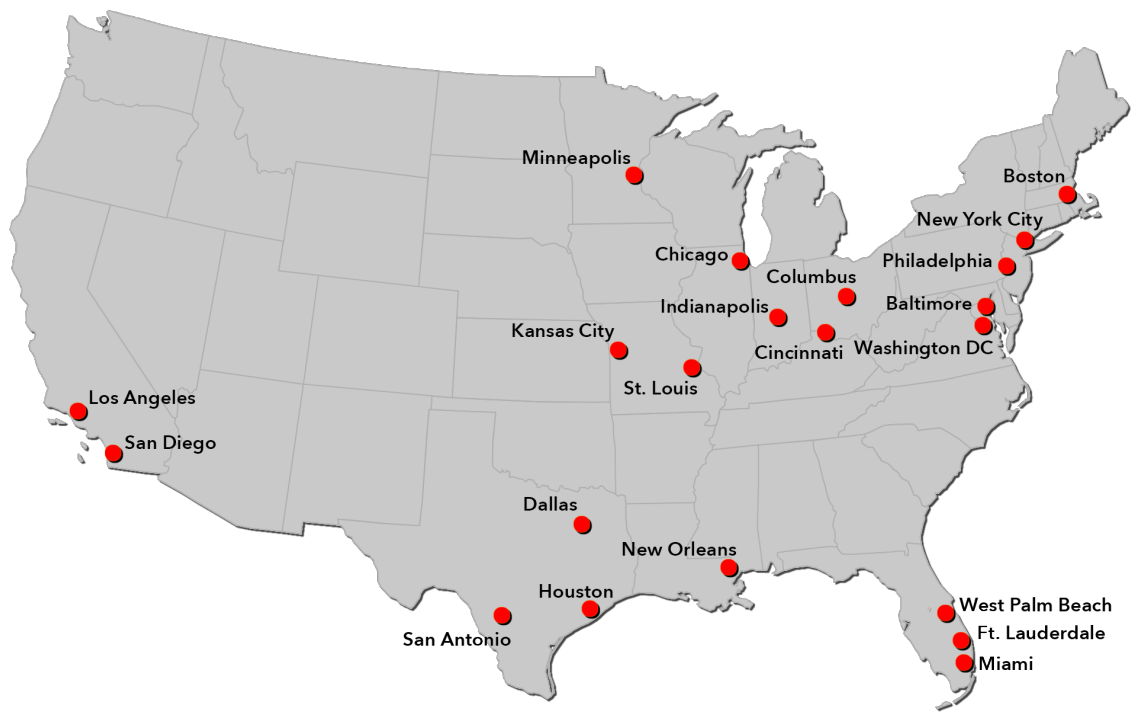 Minneapolis
Boston
New York City
Chicago
Philadelphia
Columbus
Indianapolis
Baltimore
Kansas City
Cincinnati
Washington DC
St. Louis
Los Angeles
San Diego
Dallas
New Orleans
Houston
West Palm Beach
Ft. Lauderdale
San Antonio
Miami